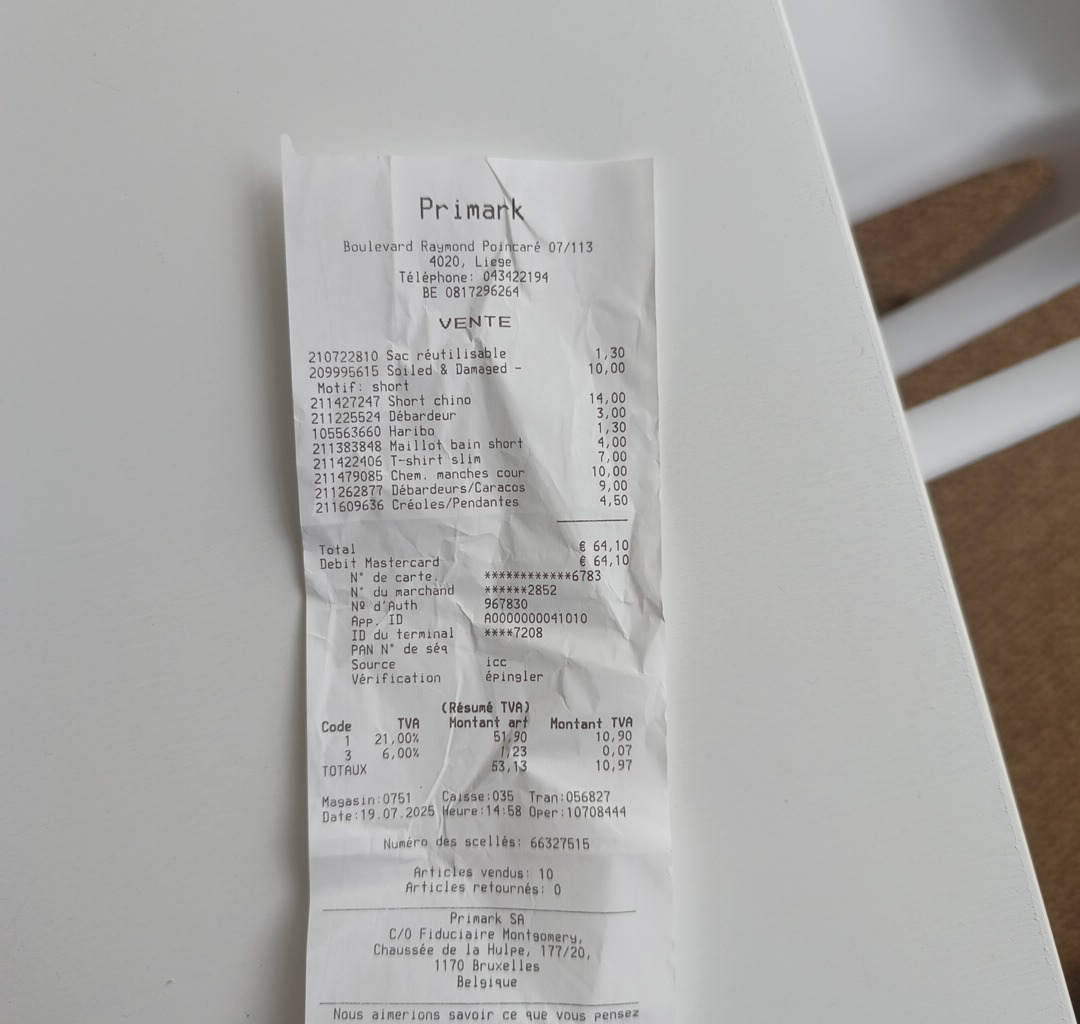 Primark
Boulevard Raymond Poincaré 07/113
4020, Liege
Téléphone: 043422194
BE 0817296264
VENTE
210722810 Sac réutilisable 1,30
209995615 Soiled & Damaged - 10,00
Motif: short
211427247 Short chino 14,00
211225524 Débardeur 3,00
105563660 Haribo 1,30
211383848 Maillot bain short 4,00
211422406 T-shirt slim 7,00
211479085 Chem. manches cour 10,00
211262877 Débardeurs/Caracos 9,00
211609636 Créoles/Pendantes 4,50
Total € 64,10
Debit Mastercard € 64,10
N° de carte. ************6783
N° du marchand ******2852
Nº d'Auth 967830
App. ID A0000000041010
ID du terminal ****7208
PAN N° de séq
Source icc
Vérification épingler
(Résumé TVA)
Code TVA Montant art Montant TVA
1 21,00% 51,90 10,90
3 6,00% 1,23 0,07
TOTAUX 53,13 10,97
Magasin:0751 Caisse:035 Tran:056827
Date:19.07.2025 Heure:14:58 Oper:10708444
Numéro des scellés: 66327515
Articles vendus: 10
Articles retournés: 0
Primark SA
C/O Fiduciaire Montgomery,
Chaussée de la Hulpe, 177/20,
1170 Bruxelles
Belgique
Nous aimerions savoir ce que vous pensez